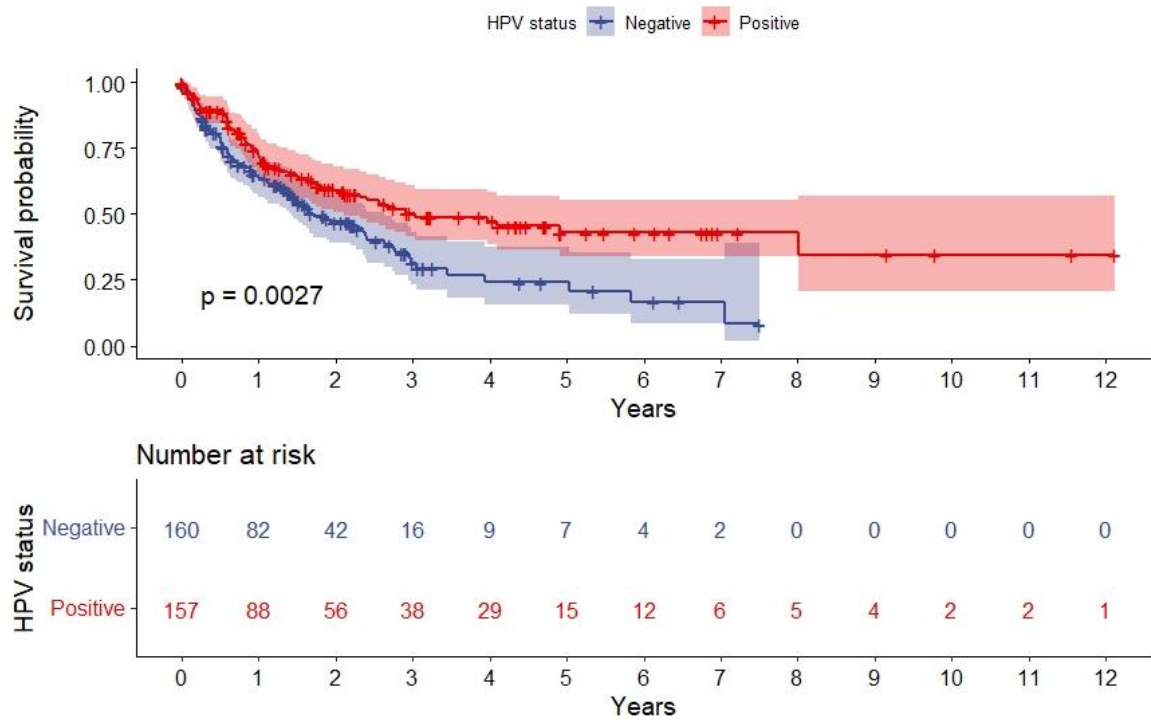 HPV status Negative Positive
Survival probability
1.00
0.75
0.50
0.25
0.00
p = 0.0027
0 1 2 3 4 5 6 7 8 9 10 11 12
Years
Number at risk
HPV status
Negative 160 82 42 16 9 7 4 2 0 0 0 0 0
Positive 157 88 56 38 29 15 12 6 5 4 2 2 1
0 1 2 3 4 5 6 7 8 9 10 11 12
Years